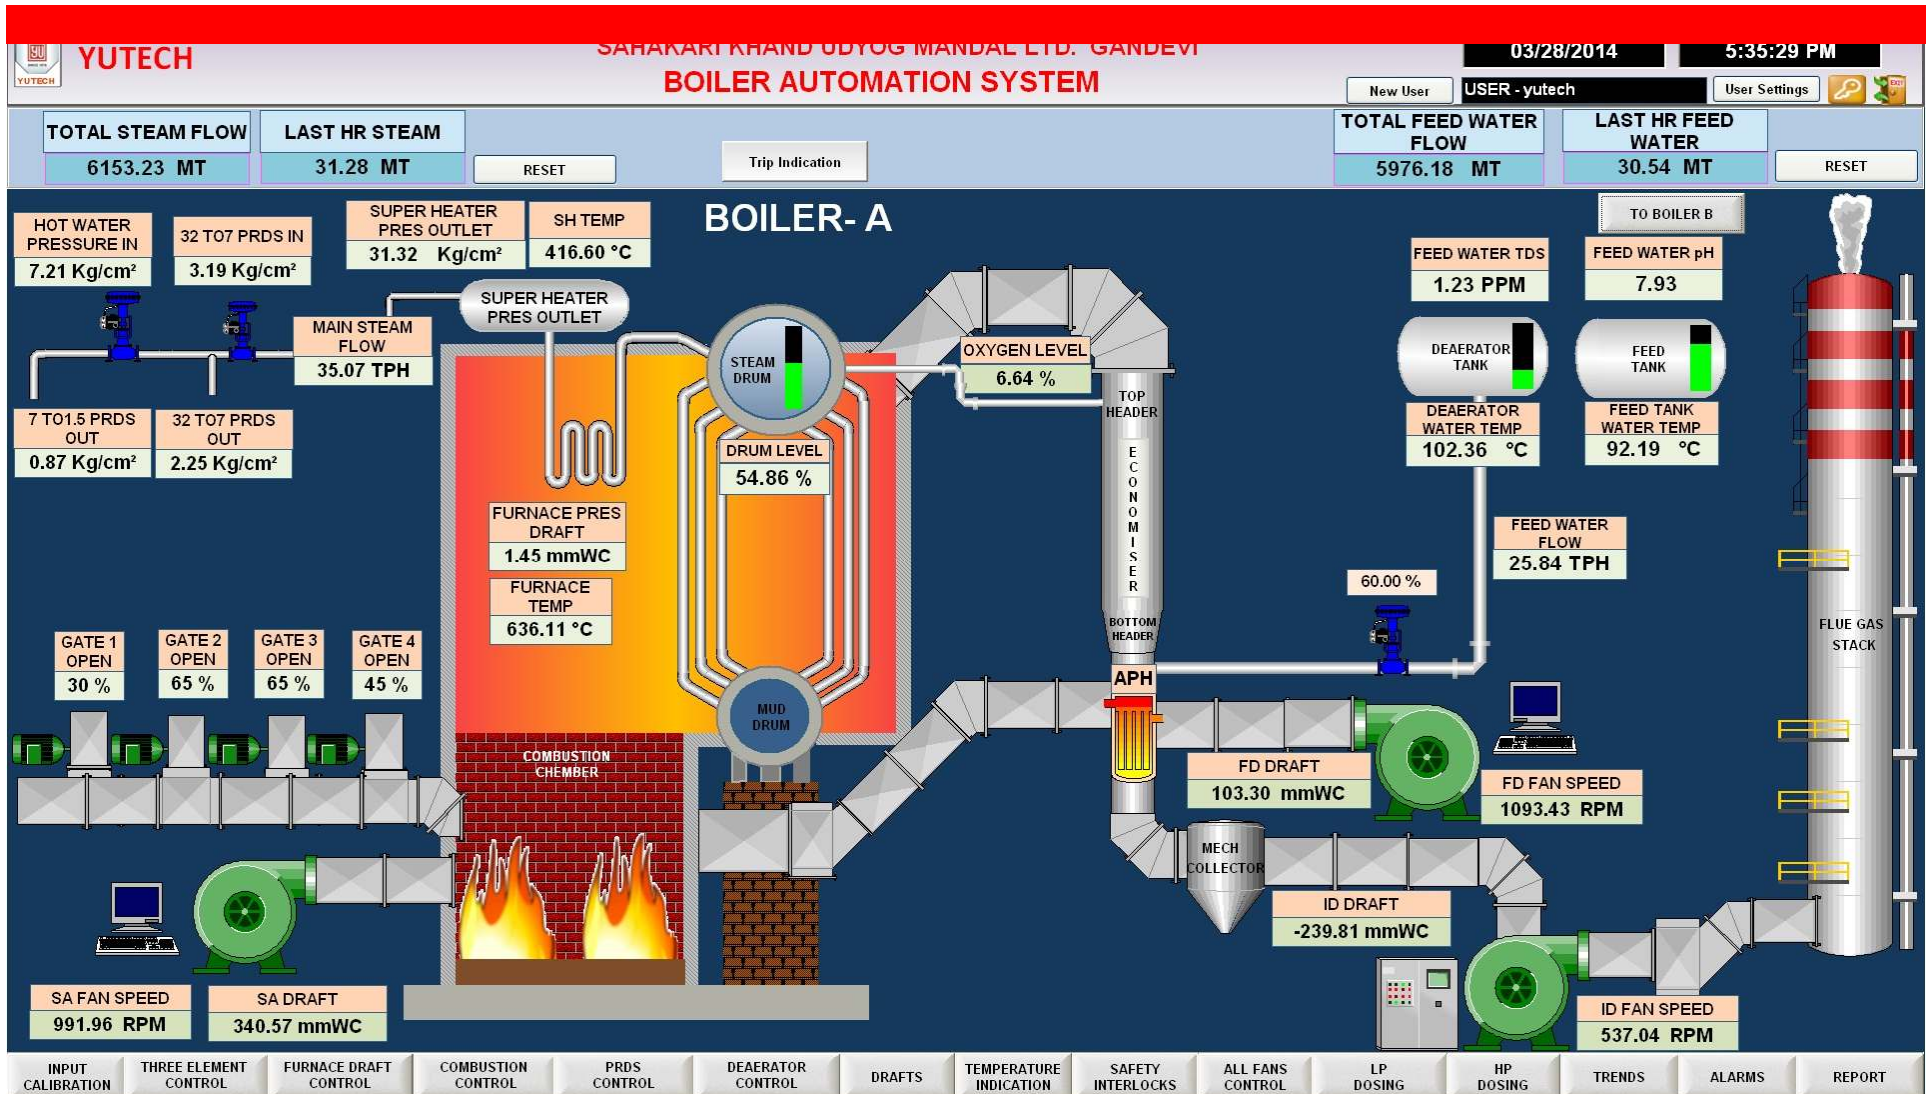 SAHAKARI KHAND UDYOG MANDAL LTD. GANDEVI
03/28/2014
5:35:29 PM
YUTECH
YUTECH
BOILER AUTOMATION SYSTEM
New User
USER - yutech
User Settings
EXIT
TOTAL STEAM FLOW
6153.23 MT
LAST HR STEAM
31.28 MT
RESET
Trip Indication
TOTAL FEED WATER
FLOW
5976.18 MT
LAST HR FEED
WATER
30.54 MT
RESET
BOILER- A
TO BOILER B
HOT WATER
PRESSURE IN
7.21 Kg/cm²
32 TO7 PRDS IN
3.19 Kg/cm²
SUPER HEATER
PRES OUTLET
31.32 Kg/cm²
SH TEMP
416.60 °C
FEED WATER TDS
1.23 PPM
FEED WATER pH
7.93
SUPER HEATER
PRES OUTLET
MAIN STEAM
FLOW
35.07 TPH
STEAM
DRUM
OXYGEN LEVEL
6.64 %
DEAERATOR
TANK
FEED
TANK
7 TO1.5 PRDS
OUT
0.87 Kg/cm²
32 TO7 PRDS
OUT
2.25 Kg/cm²
DRUM LEVEL
54.86 %
TOP
HEADER
ECONOMISER
BOTTOM
HEADER
DEAERATOR
WATER TEMP
102.36 °C
FEED TANK
WATER TEMP
92.19 °C
FURNACE PRES
DRAFT
1.45 mmWC
FURNACE
TEMP
636.11 °C
FEED WATER
FLOW
25.84 TPH
60.00 %
FLUE GAS
STACK
GATE 1
OPEN
30 %
GATE 2
OPEN
65 %
GATE 3
OPEN
65 %
GATE 4
OPEN
45 %
APH
MUD
DRUM
COMBUSTION
CHEMBER
FD DRAFT
103.30 mmWC
FD FAN SPEED
1093.43 RPM
MECH
COLLECTOR
ID DRAFT
-239.81 mmWC
SA FAN SPEED
991.96 RPM
SA DRAFT
340.57 mmWC
ID FAN SPEED
537.04 RPM
INPUT
CALIBRATION
THREE ELEMENT
CONTROL
FURNACE DRAFT
CONTROL
COMBUSTION
CONTROL
PRDS
CONTROL
DEAERATOR
CONTROL
DRAFTS
TEMPERATURE
INDICATION
SAFETY
INTERLOCKS
ALL FANS
CONTROL
LP
DOSING
HP
DOSING
TRENDS
ALARMS
REPORT